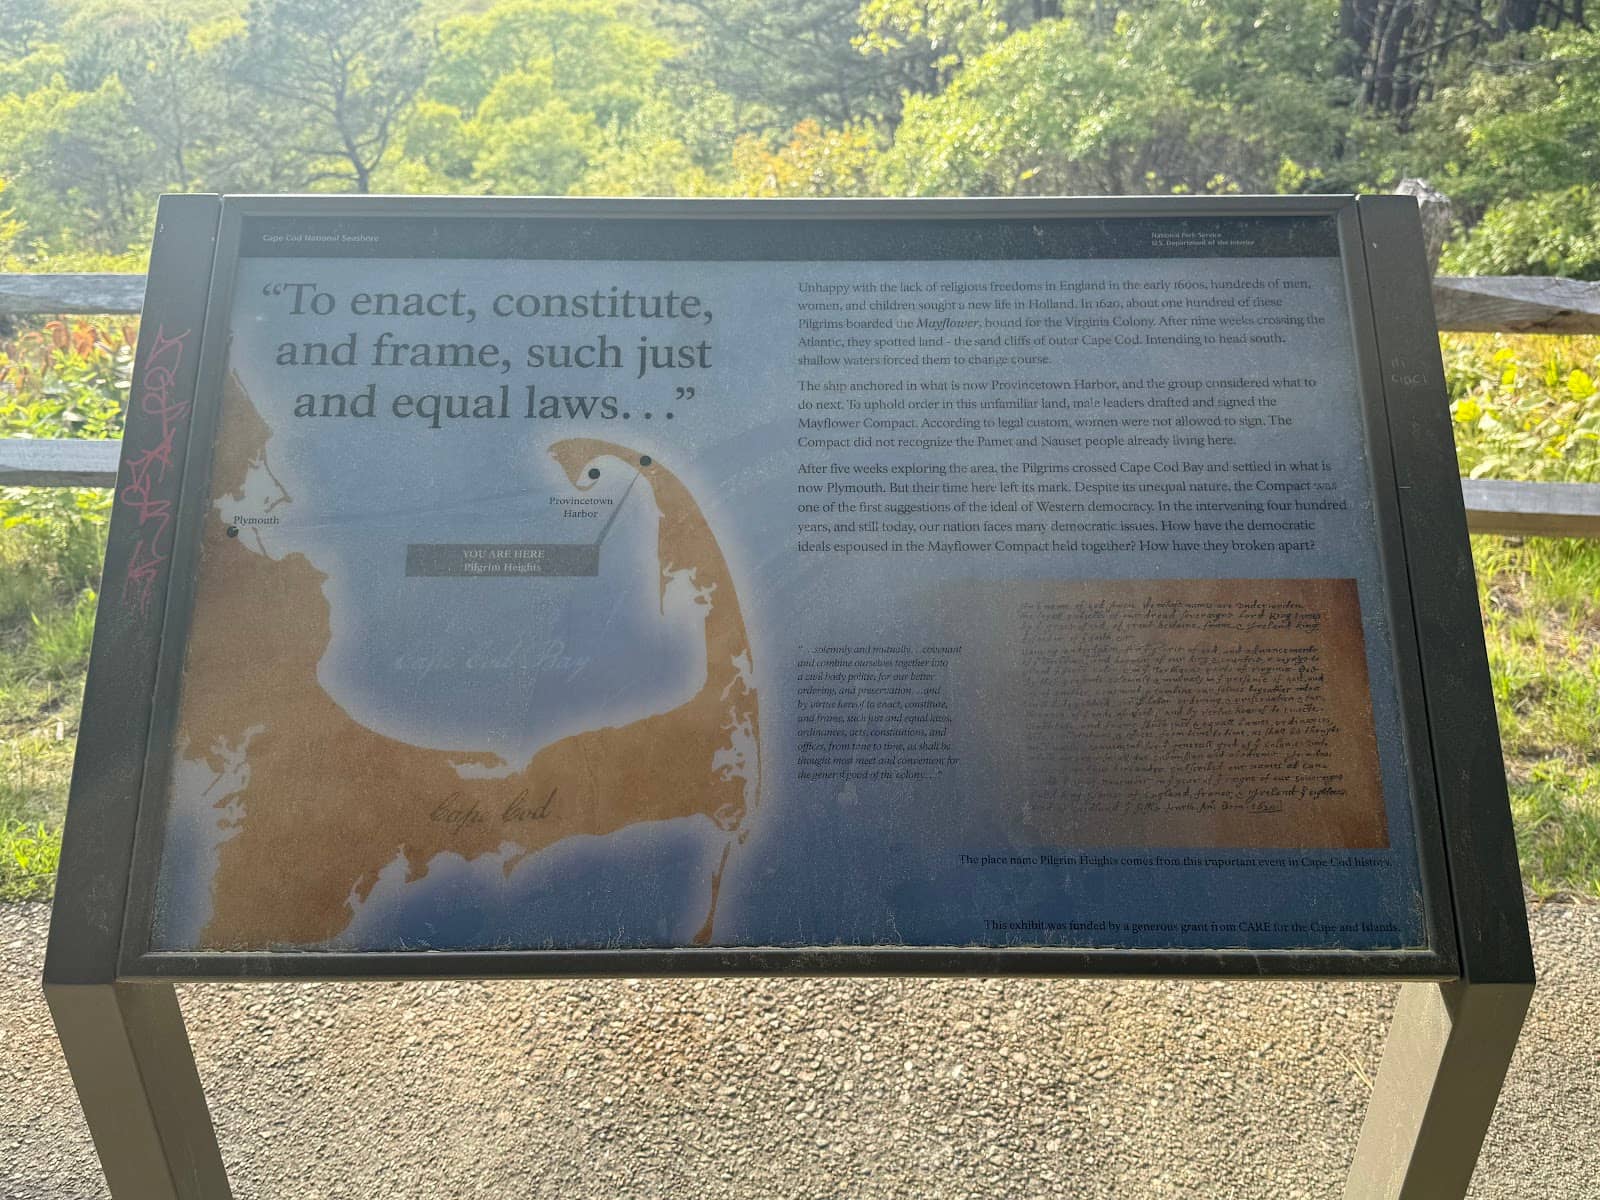 Cape Cod National Seashore
National Park Service
U.S. Department of the Interior
“To enact, constitute,
and frame, such just
and equal laws. . .”
Unhappy with the lack of religious freedoms in England in the early 1600s, hundreds of men,
women, and children sought a new life in Holland. In 1620, about one hundred of these
Pilgrims boarded the Mayflower, bound for the Virginia Colony. After nine weeks crossing the
Atlantic, they spotted land - the sand cliffs of outer Cape Cod. Intending to head south,
shallow waters forced them to change course.
The ship anchored in what is now Provincetown Harbor, and the group considered what to
do next. To uphold order in this unfamiliar land, male leaders drafted and signed the
Mayflower Compact. According to legal custom, women were not allowed to sign. The
Compact did not recognize the Pamet and Nauset people already living here.
After five weeks exploring the area, the Pilgrims crossed Cape Cod Bay and settled in what is
now Plymouth. But their time here left its mark. Despite its unequal nature, the Compact was
one of the first suggestions of the ideal of Western democracy. In the intervening four hundred
years, and still today, our nation faces many democratic issues. How have the democratic
ideals espoused in the Mayflower Compact held together? How have they broken apart?
Plymouth
Provincetown
Harbor
YOU ARE HERE
Pilgrim Heights
Cape Cod Bay
Cape Cod
“. . .solemnly and mutually. . .covenant
and combine ourselves together into
a civil body politic, for our better
ordering, and preservation. . .and
by virtue hereof to enact, constitute,
and frame, such just and equal laws,
ordinances, acts, constitutions, and
offices, from time to time, as shall be
thought most meet and convenient for
the general good of the colony. . .”
The place name Pilgrim Heights comes from this important event in Cape Cod history.
This exhibit was funded by a generous grant from CARE for the Cape and Islands.